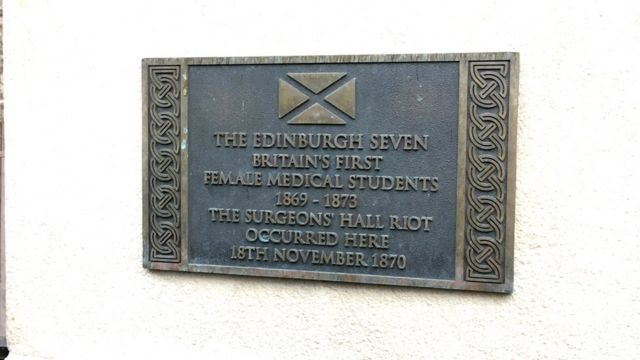 THE EDINBURGH SEVEN
BRITAIN'S FIRST
FEMALE MEDICAL STUDENTS
1869 - 1873
THE SURGEONS' HALL RIOT
OCCURRED HERE
18TH NOVEMBER 1870